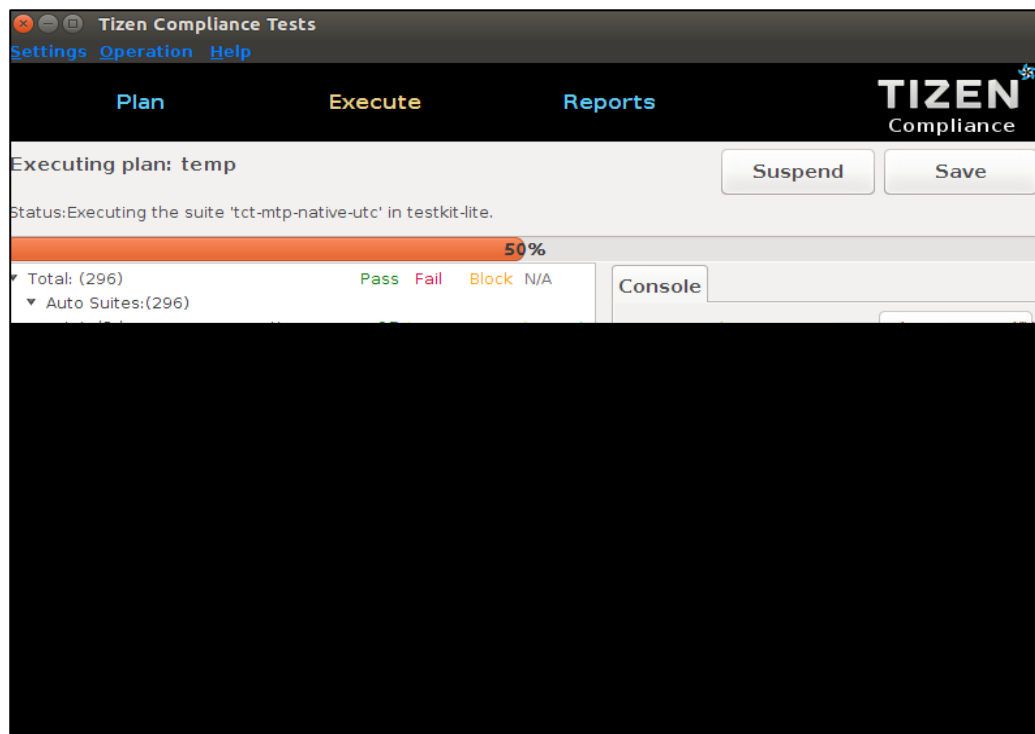 Tizen Compliance Tests
Settings Operation Help
Plan Execute Reports
TIZEN
Compliance
Executing plan: temp
Suspend Save
Status:Executing the suite 'tct-mtp-native-utc' in testkit-lite.
50%
Total: (296) Pass Fail Block N/A
Console
Auto Suites:(296)